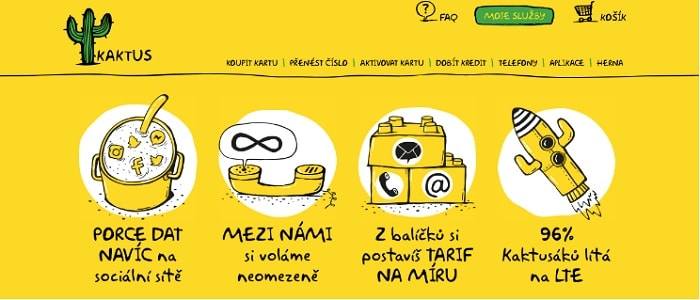 FAQ
MOJE SLUŽBY
KOŠÍK
KAKTUS
KOUPIT KARTU | PŘENÉST ČÍSLO | AKTIVOVAT KARTU | DOBÍT KREDIT | TELEFONY | APLIKACE | HERNA
PORCE DAT
NAVÍC na
sociální sítě
MEZI NÁMI
si voláme
neomezeně
Z balíčků si
postavíš TARIF
NA MÍRU
96%
Kaktusáků lítá
na LTE